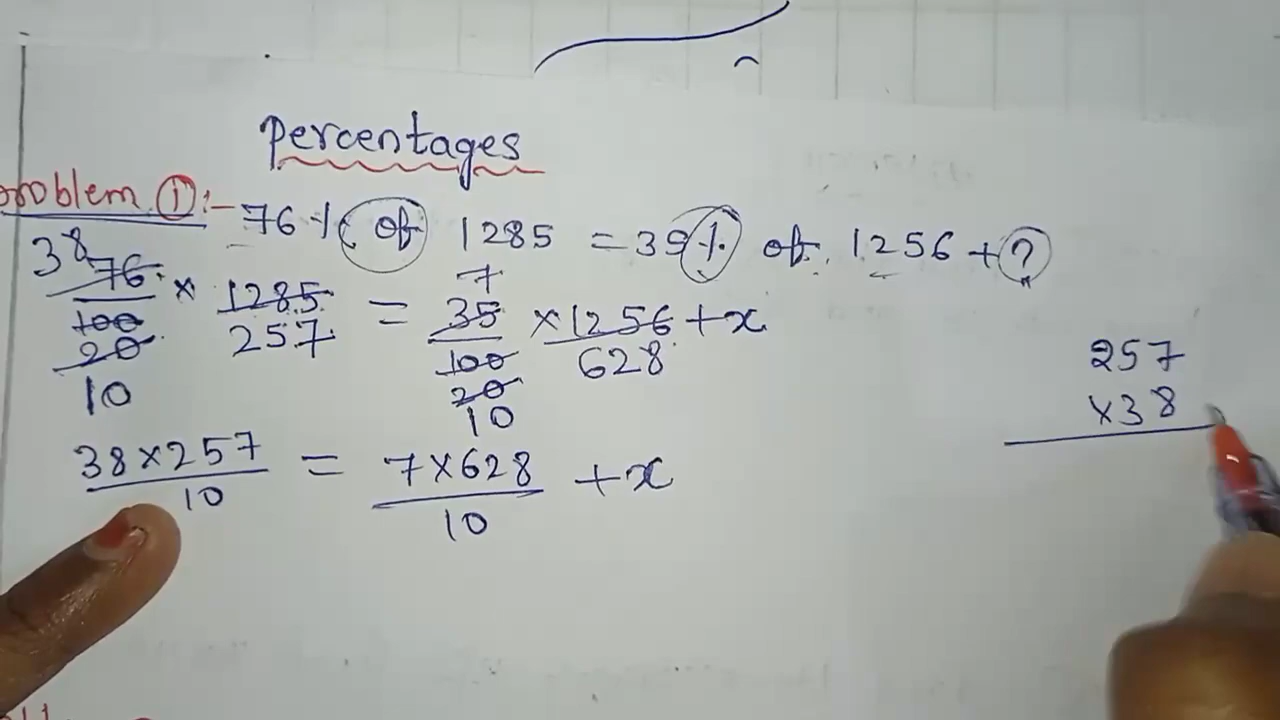 Percentages
problem ①:- 76% of 1285 = 35% of 1256 + ?
38 76/100 20 10 × 1285 257 = 7 35/100 20 10 × 1256 628 + x
38×257/10 = 7×628/10 + x
257
×38